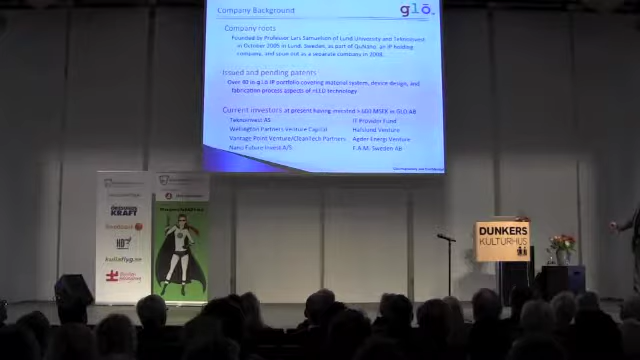 Company Background
glō
Company roots
Founded by Professor Lars Samuelson of Lund University and Teknoinvest
in October 2005 in Lund, Sweden, as part of QuNano, an IP holding
company, and spun out as a separate company in 2008.
Issued and pending patents
Over 40 in glō IP portfolio covering material system, device design, and
fabrication process aspects of nLED technology
Current investors at present having invested > 600 MSEK in GLO AB
Teknoinvest AS
IT Provider Fund
Wellington Partners Venture Capital
Hafslund Venture
Vantage Point Venture/CleanTech Partners
Agder Energi Venture
Nano Future Invest A/S
F.A.M. Sweden AB
KRAFT
HD
DUNKERS
KULTURHUS